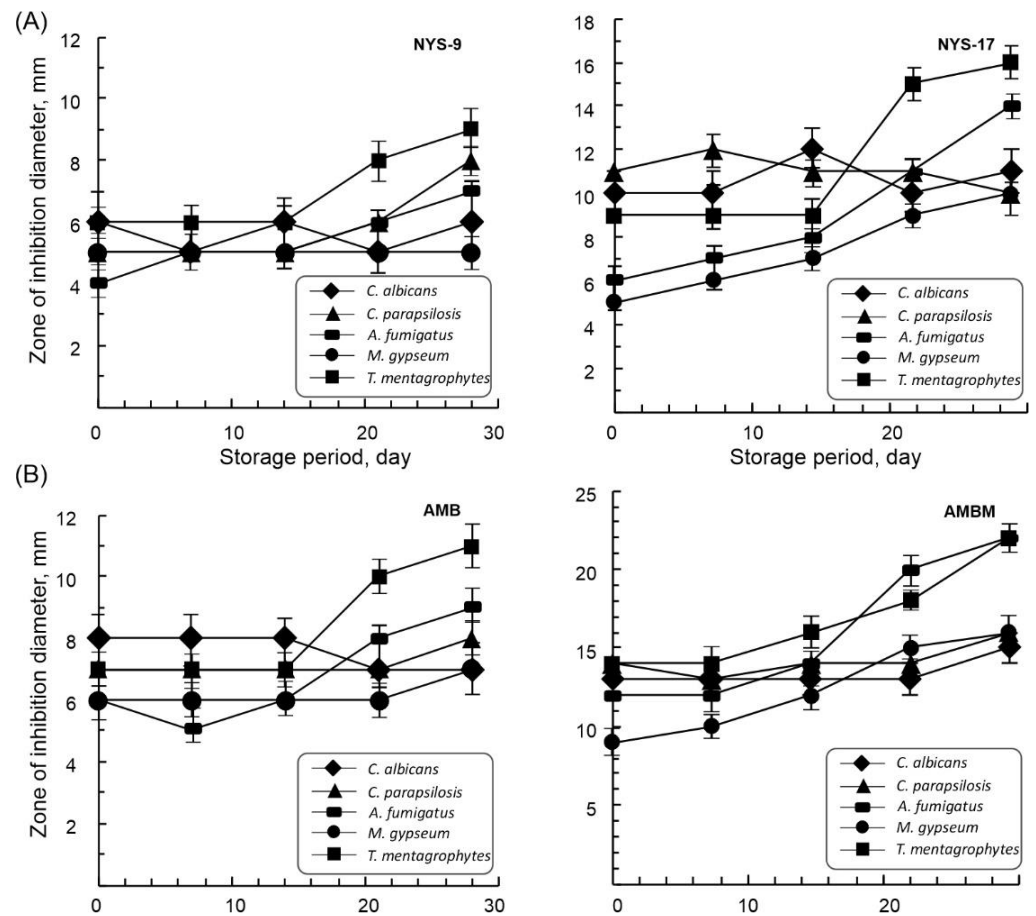 (A)
NYS-9
Zone of inhibition diameter, mm
12
10
8
6
4
2
0
10
20
30
Storage period, day
C. albicans
C. parapsilosis
A. fumigatus
M. gypseum
T. mentagrophytes
NYS-17
18
16
14
12
10
8
6
4
2
0
10
20
Storage period, day
C. albicans
C. parapsilosis
A. fumigatus
M. gypseum
T. mentagrophytes
(B)
AMB
Zone of inhibition diameter, mm
12
10
8
6
4
2
0
10
20
30
C. albicans
C. parapsilosis
A. fumigatus
M. gypseum
T. mentagrophytes
AMBM
25
20
15
10
5
0
10
20
C. albicans
C. parapsilosis
A. fumigatus
M. gypseum
T. mentagrophytes